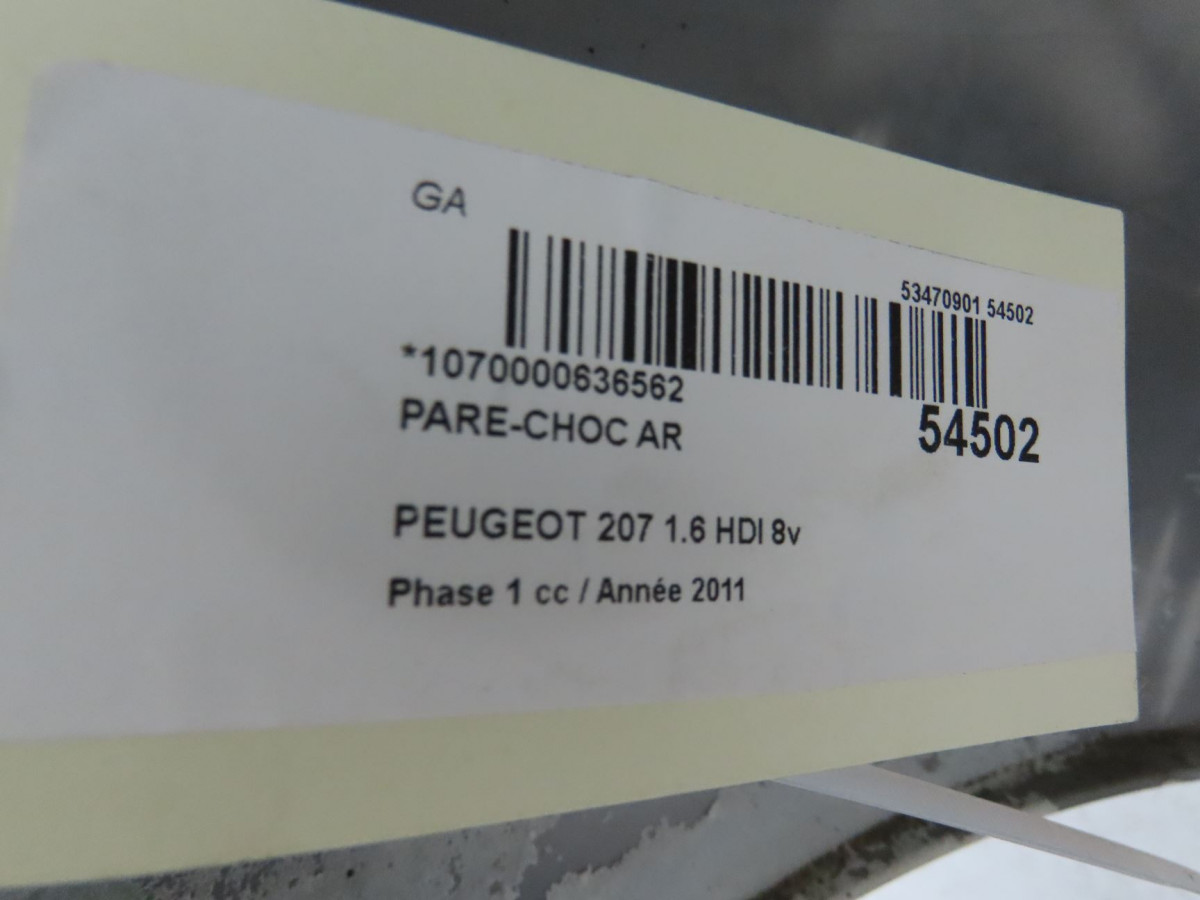 GA
53470901 54502
*1070000636562
54502
PARE-CHOC AR
PEUGEOT 207 1.6 HDI 8v
Phase 1 cc / Année 2011